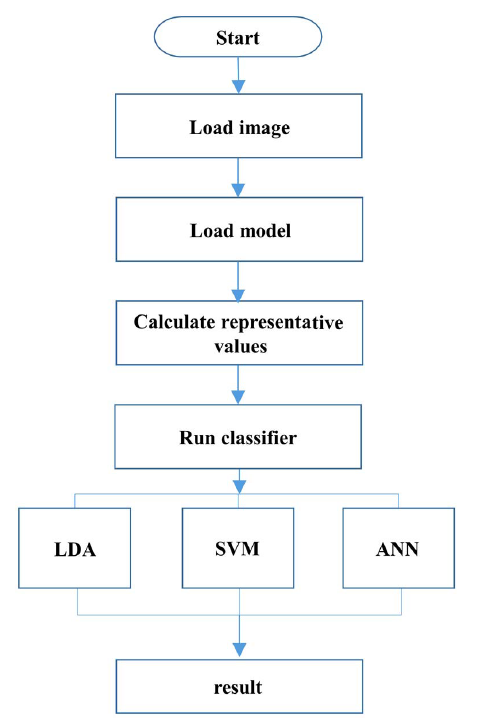 Start
Load image
Load model
Calculate representative
values
Run classifier
LDA
SVM
ANN
result